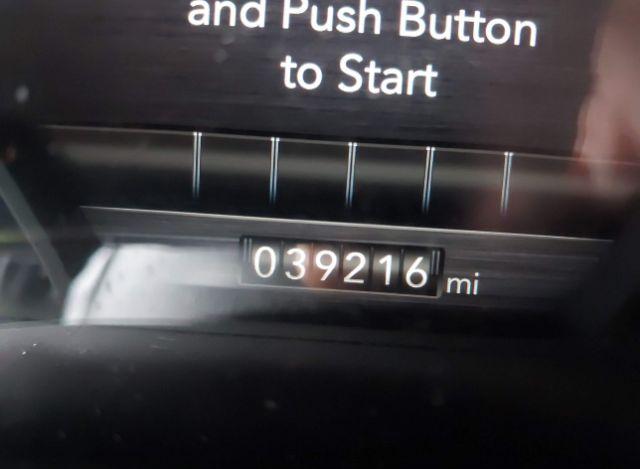 and Push Button
to Start
039216 mi